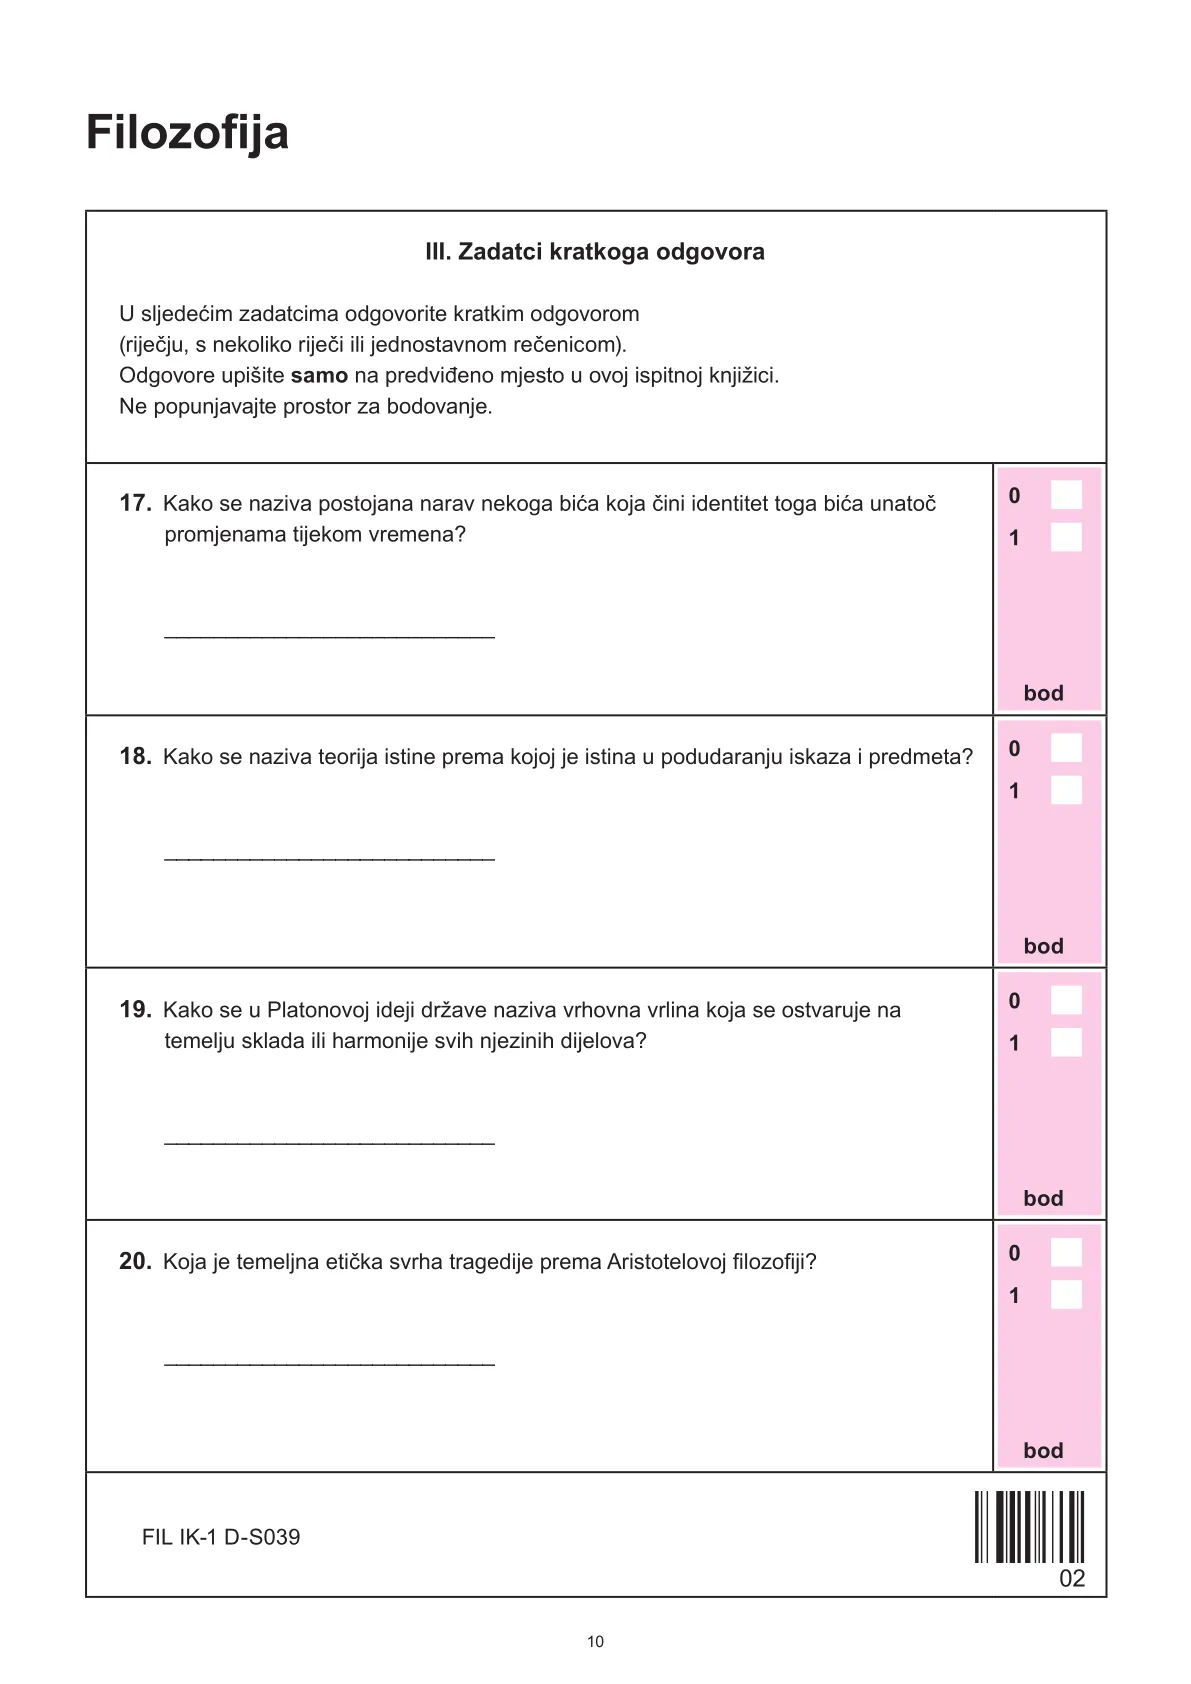 Filozofija
III. Zadatci kratkoga odgovora
U sljedećim zadatcima odgovorite kratkim odgovorom
(riječju, s nekoliko riječi ili jednostavnom rečenicom).
Odgovore upišite samo na predviđeno mjesto u ovoj ispitnoj knjižici.
Ne popunjavajte prostor za bodovanje.
17. Kako se naziva postojana narav nekoga bića koja čini identitet toga bića unatoč
promjenama tijekom vremena?
___________________________
0
1
bod
18. Kako se naziva teorija istine prema kojoj je istina u podudaranju iskaza i predmeta?
___________________________
0
1
bod
19. Kako se u Platonovoj ideji države naziva vrhovna vrlina koja se ostvaruje na
temelju sklada ili harmonije svih njezinih dijelova?
___________________________
0
1
bod
20. Koja je temeljna etička svrha tragedije prema Aristotelovoj filozofiji?
___________________________
0
1
bod
FIL IK-1 D-S039
02
10